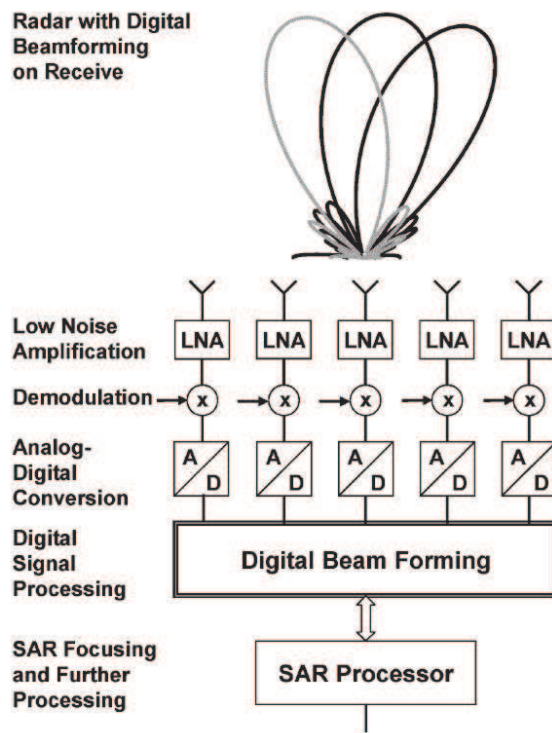 Radar with Digital
Beamforming
on Receive
Low Noise
Amplification
LNA LNA LNA LNA LNA
Demodulation
x x x x x
Analog-
Digital
Conversion
A A A A A
D D D D D
Digital
Signal
Processing
Digital Beam Forming
SAR Focusing
and Further
Processing
SAR Processor